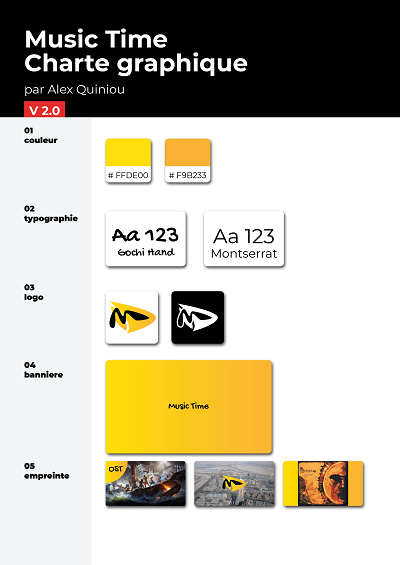 Music Time
Charte graphique
par Alex Quiniou
V 2.0
01
couleur
# FFDE00
# F9B233
02
typographie
Aa 123
Gochi Hand
Aa 123
Montserrat
03
logo
04
banniere
Music Time
05
empreinte
OST